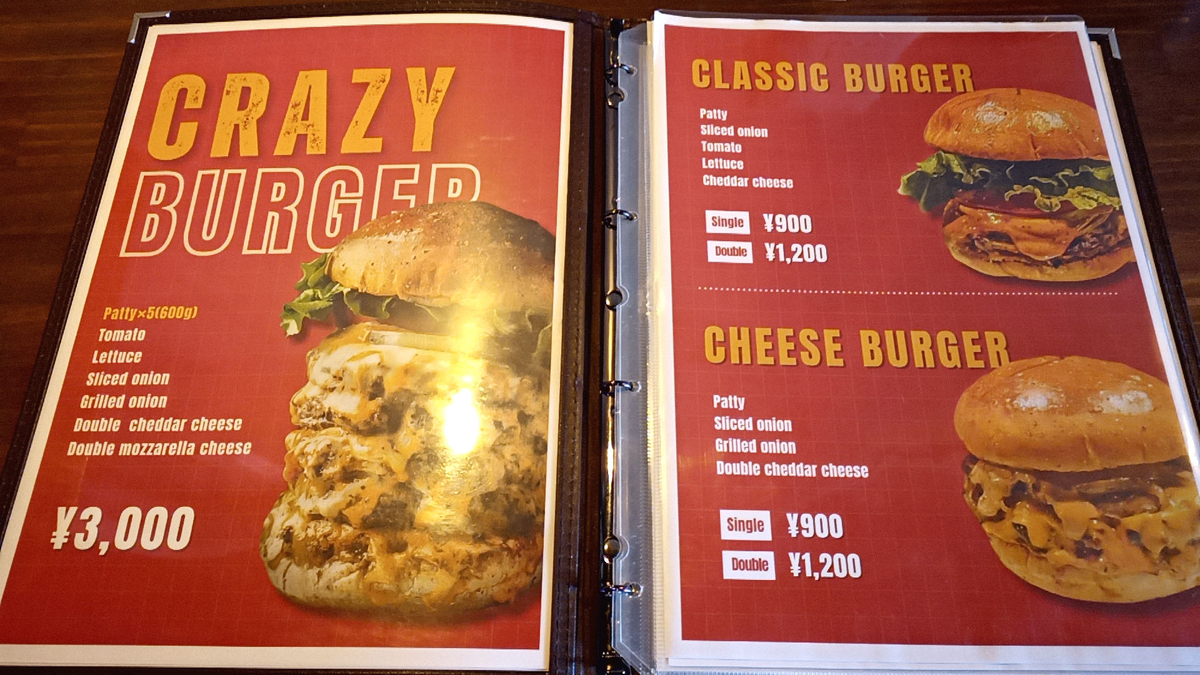 CRAZY
BURGER
Patty×5(600g)
Tomato
Lettuce
Sliced onion
Grilled onion
Double cheddar cheese
Double mozzarella cheese
¥3,000
CLASSIC BURGER
Patty
Sliced onion
Tomato
Lettuce
Cheddar cheese
Single ¥900
Double ¥1,200
CHEESE BURGER
Patty
Sliced onion
Grilled onion
Double cheddar cheese
Single ¥900
Double ¥1,200